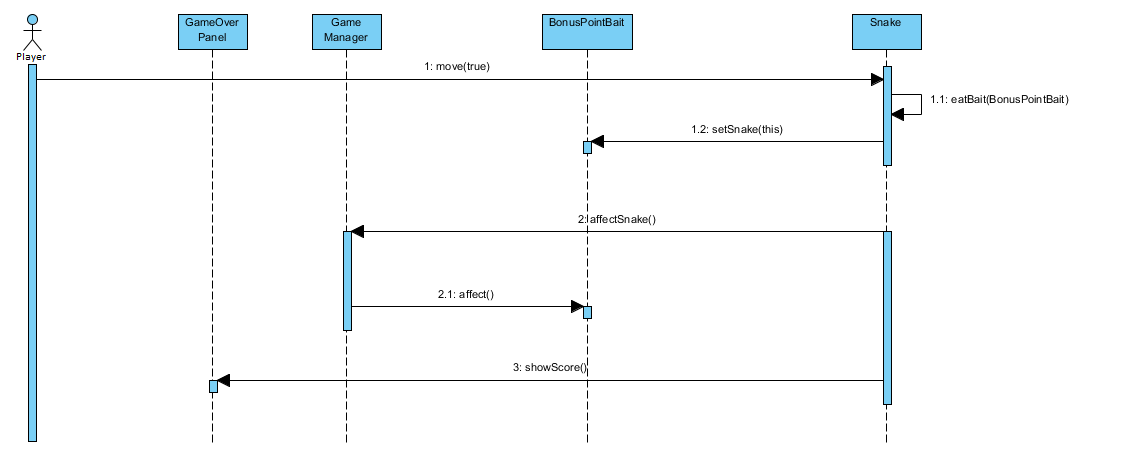 GameOver
Panel
Game
Manager
BonusPointBait
Snake
Player
1: move(true)
1.1: eatBait(BonusPointBait)
1.2: setSnake(this)
2: affectSnake()
2.1: affect()
3: showScore()